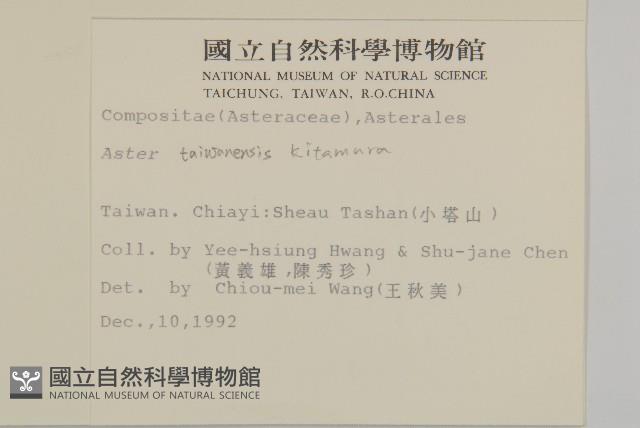 國立自然科學博物館
NATIONAL MUSEUM OF NATURAL SCIENCE
TAICHUNG, TAIWAN, R.O.CHINA
Compositae(Asteraceae),Asterales
Aster taiwanensis kitamura
Taiwan. Chiayi:Sheau Tashan(小塔山)
Coll. by Yee-hsiung Hwang & Shu-jane Chen
(黃義雄,陳秀珍)
Det. by Chiou-mei Wang(王秋美)
Dec.,10,1992
國立自然科學博物館
NATIONAL MUSEUM OF NATURAL SCIENCE